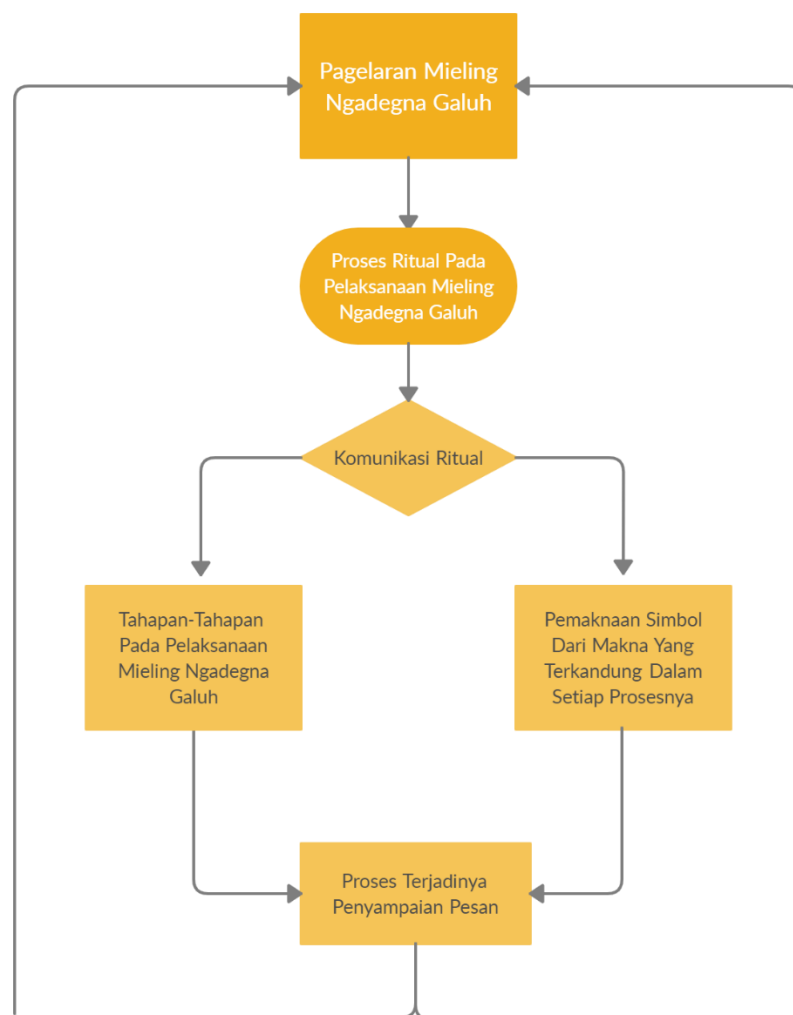 Pagelaran Mieling
Ngadegna Galuh
Proses Ritual Pada
Pelaksanaan Mieling
Ngadegna Galuh
Komunikasi Ritual
Tahapan-Tahapan
Pada Pelaksanaan
Mieling Ngadegna
Galuh
Pemaknaan Simbol
Dari Makna Yang
Terkandung Dalam
Setiap Prosesnya
Proses Terjadinya
Penyampaian Pesan